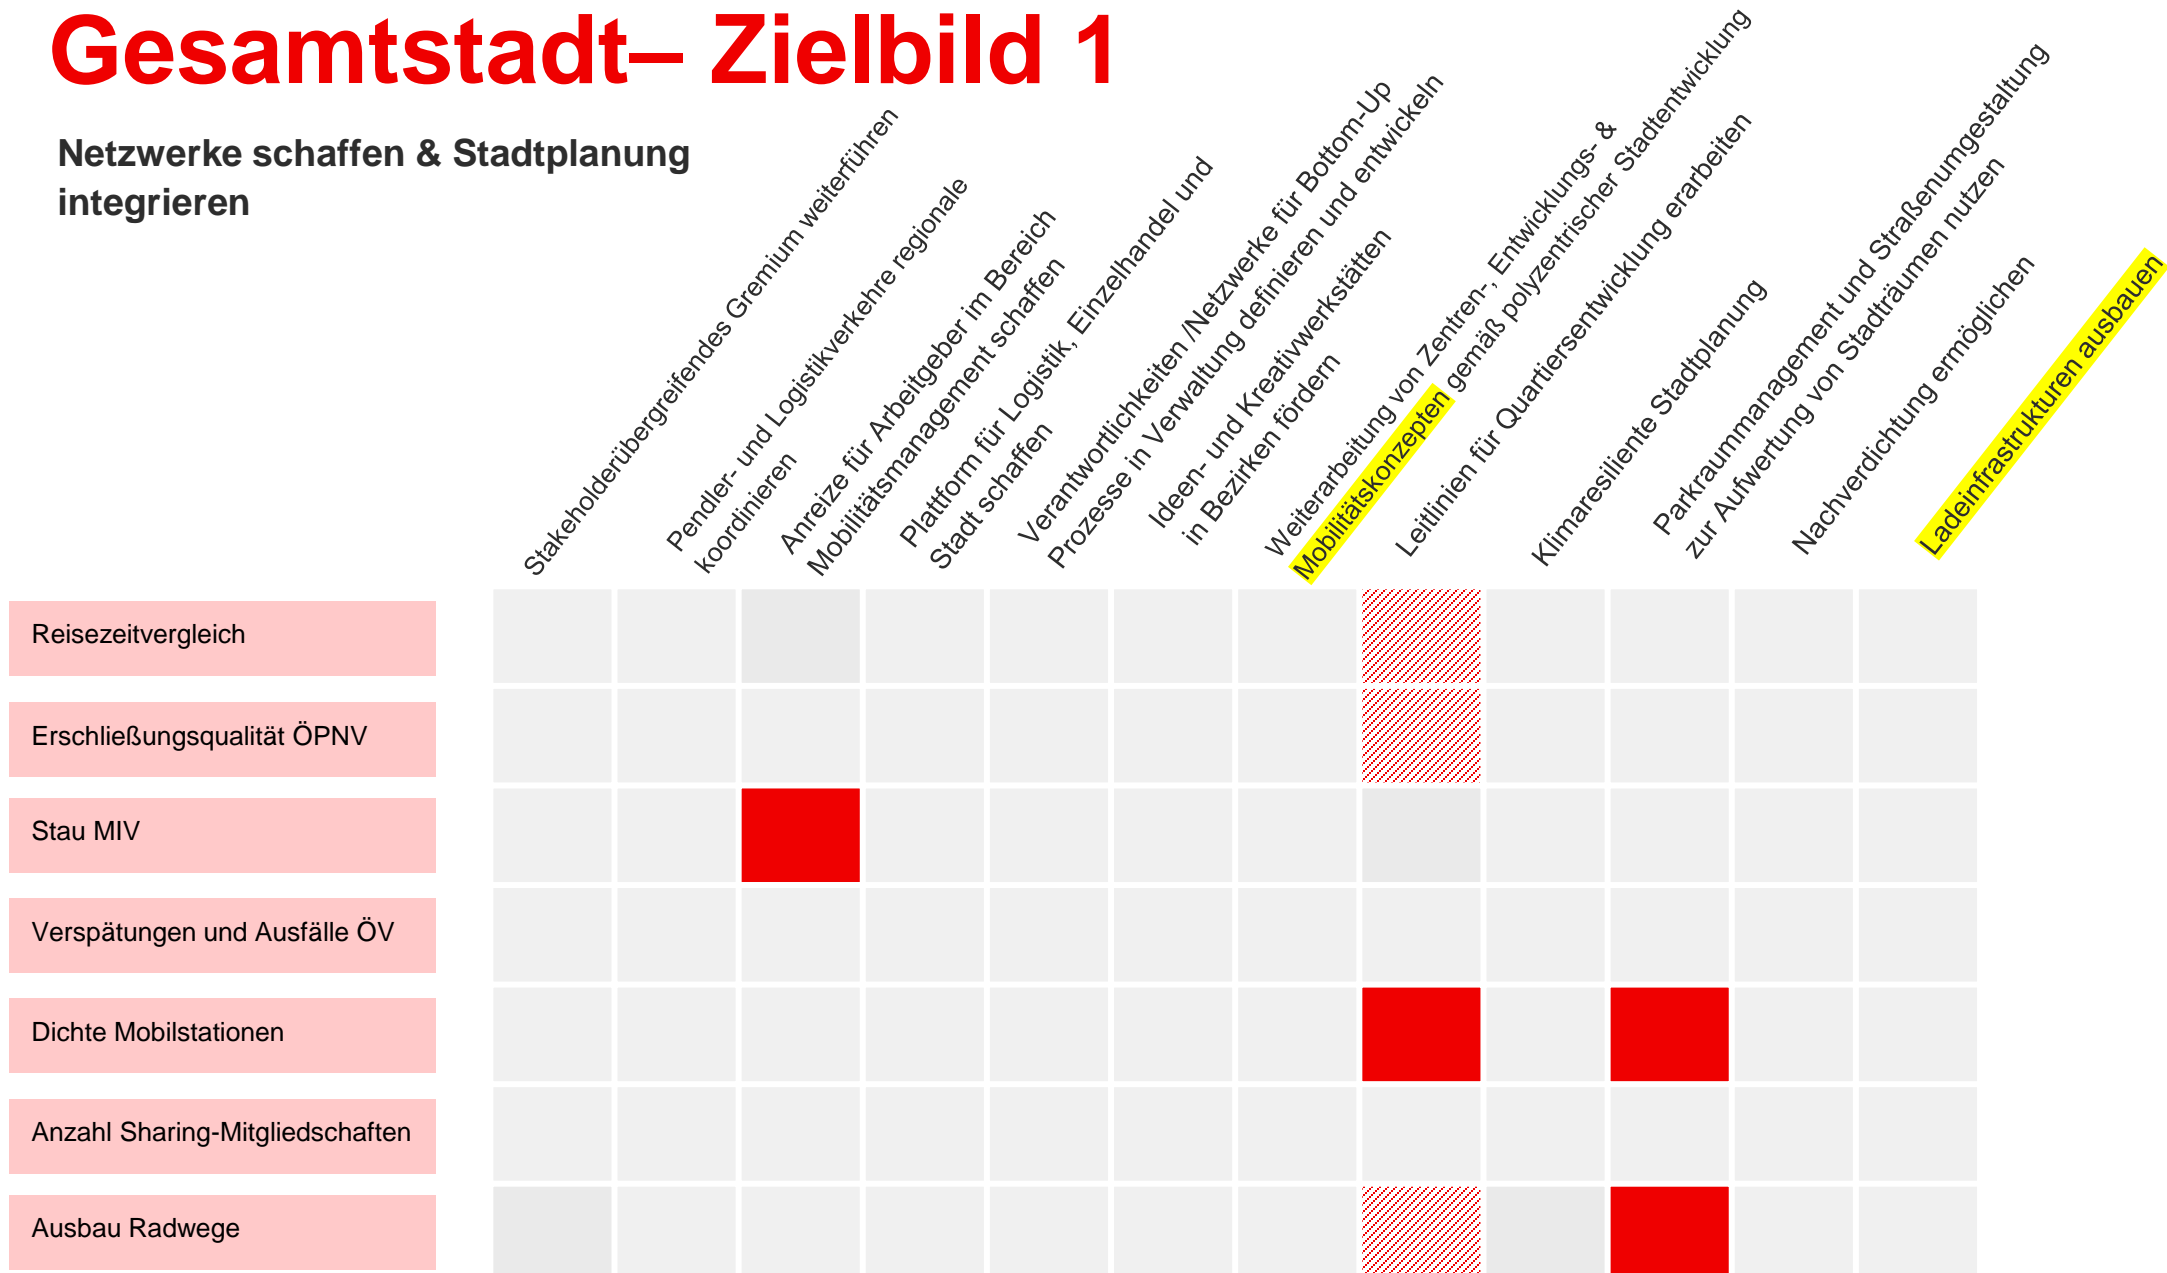 Gesamtstadt– Zielbild 1
Netzwerke schaffen & Stadtplanung
integrieren
Stakeholderübergreifendes Gremium weiterführen
Pendler- und Logistikverkehre regionale
koordinieren
Anreize für Arbeitgeber im Bereich
Mobilitätsmanagement schaffen
Plattform für Logistik, Einzelhandel und
Stadt schaffen
Verantwortlichkeiten /Netzwerke für Bottom-Up
Prozesse in Verwaltung definieren und entwickeln
Ideen- und Kreativwerkstätten
in Bezirken fördern
Weiterarbeitung von Zentren-, Entwicklungs- &
Mobilitätskonzepten gemäß polyzentrischer Stadtentwicklung
Leitlinien für Quartiersentwicklung erarbeiten
Klimaresiliente Stadtplanung
Parkraummanagement und Straßenumgestaltung
zur Aufwertung von Stadträumen nutzen
Nachverdichtung ermöglichen
Ladeinfrastrukturen ausbauen
Reisezeitvergleich
Erschließungsqualität ÖPNV
Stau MIV
Verspätungen und Ausfälle ÖV
Dichte Mobilstationen
Anzahl Sharing-Mitgliedschaften
Ausbau Radwege